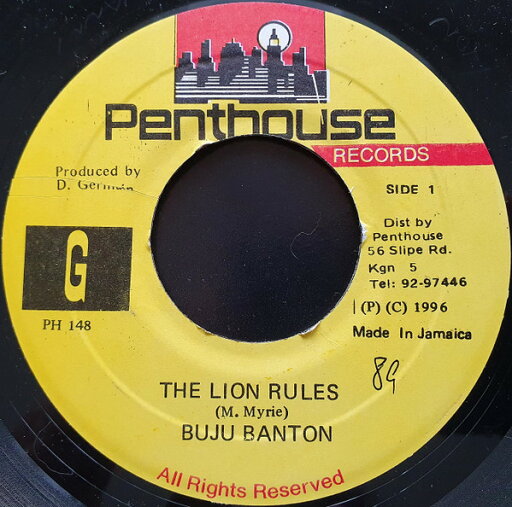 Penthouse
RECORDS
Produced by
D. German
SIDE 1
Dist by
Penthouse
56 Slipe Rd.
Kgn 5
Tel: 92-97446
G
(P) (C) 1996
PH 148
Made In Jamaica
89
THE LION RULES
(M. Myrie)
BUJU BANTON
All Rights Reserved